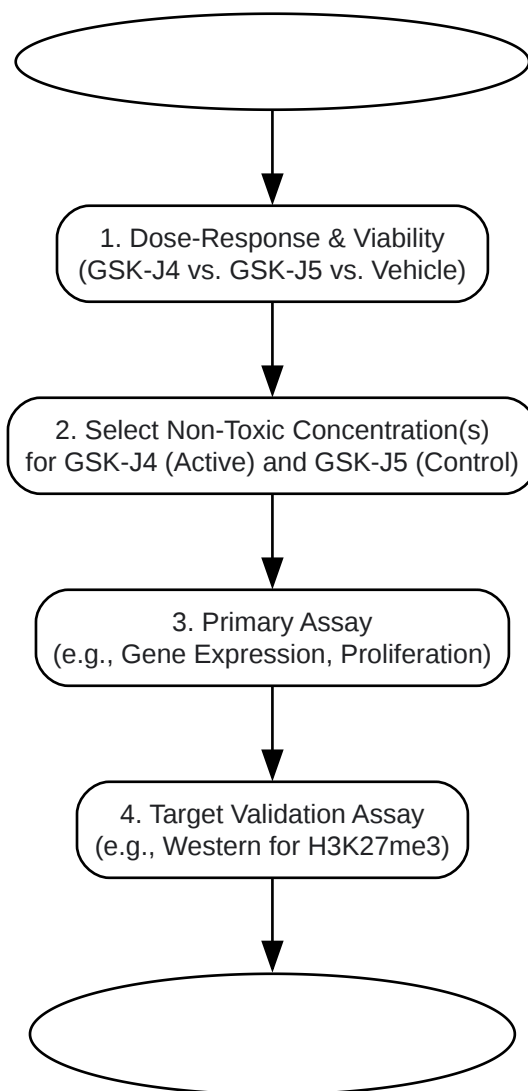 1. Dose-Response & Viability
(GSK-J4 vs. GSK-J5 vs. Vehicle)
2. Select Non-Toxic Concentration(s)
for GSK-J4 (Active) and GSK-J5 (Control)
3. Primary Assay
(e.g., Gene Expression, Proliferation)
4. Target Validation Assay
(e.g., Western for H3K27me3)